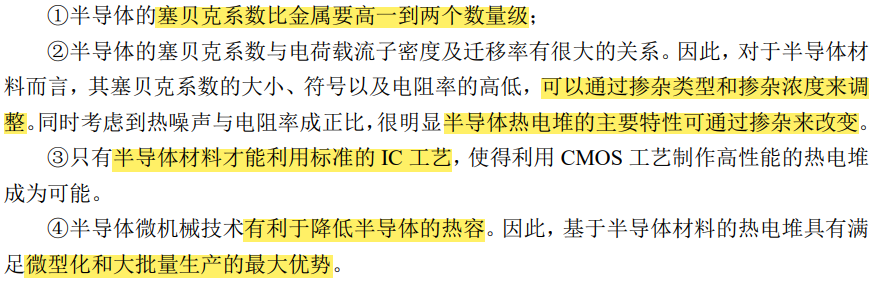 ①半导体的塞贝克系数比金属要高一到两个数量级；
②半导体的塞贝克系数与电荷载流子密度及迁移率有很大的关系。因此，对于半导体材
料而言，其塞贝克系数的大小、符号以及电阻率的高低，可以通过掺杂类型和掺杂浓度来调
整。同时考虑到热噪声与电阻率成正比，很明显半导体热电堆的主要特性可通过掺杂来改变。
③只有半导体材料才能利用标准的 IC 工艺，使得利用 CMOS 工艺制作高性能的热电堆
成为可能。
④半导体微机械技术有利于降低半导体的热容。因此，基于半导体材料的热电堆具有满
足微型化和大批量生产的最大优势。